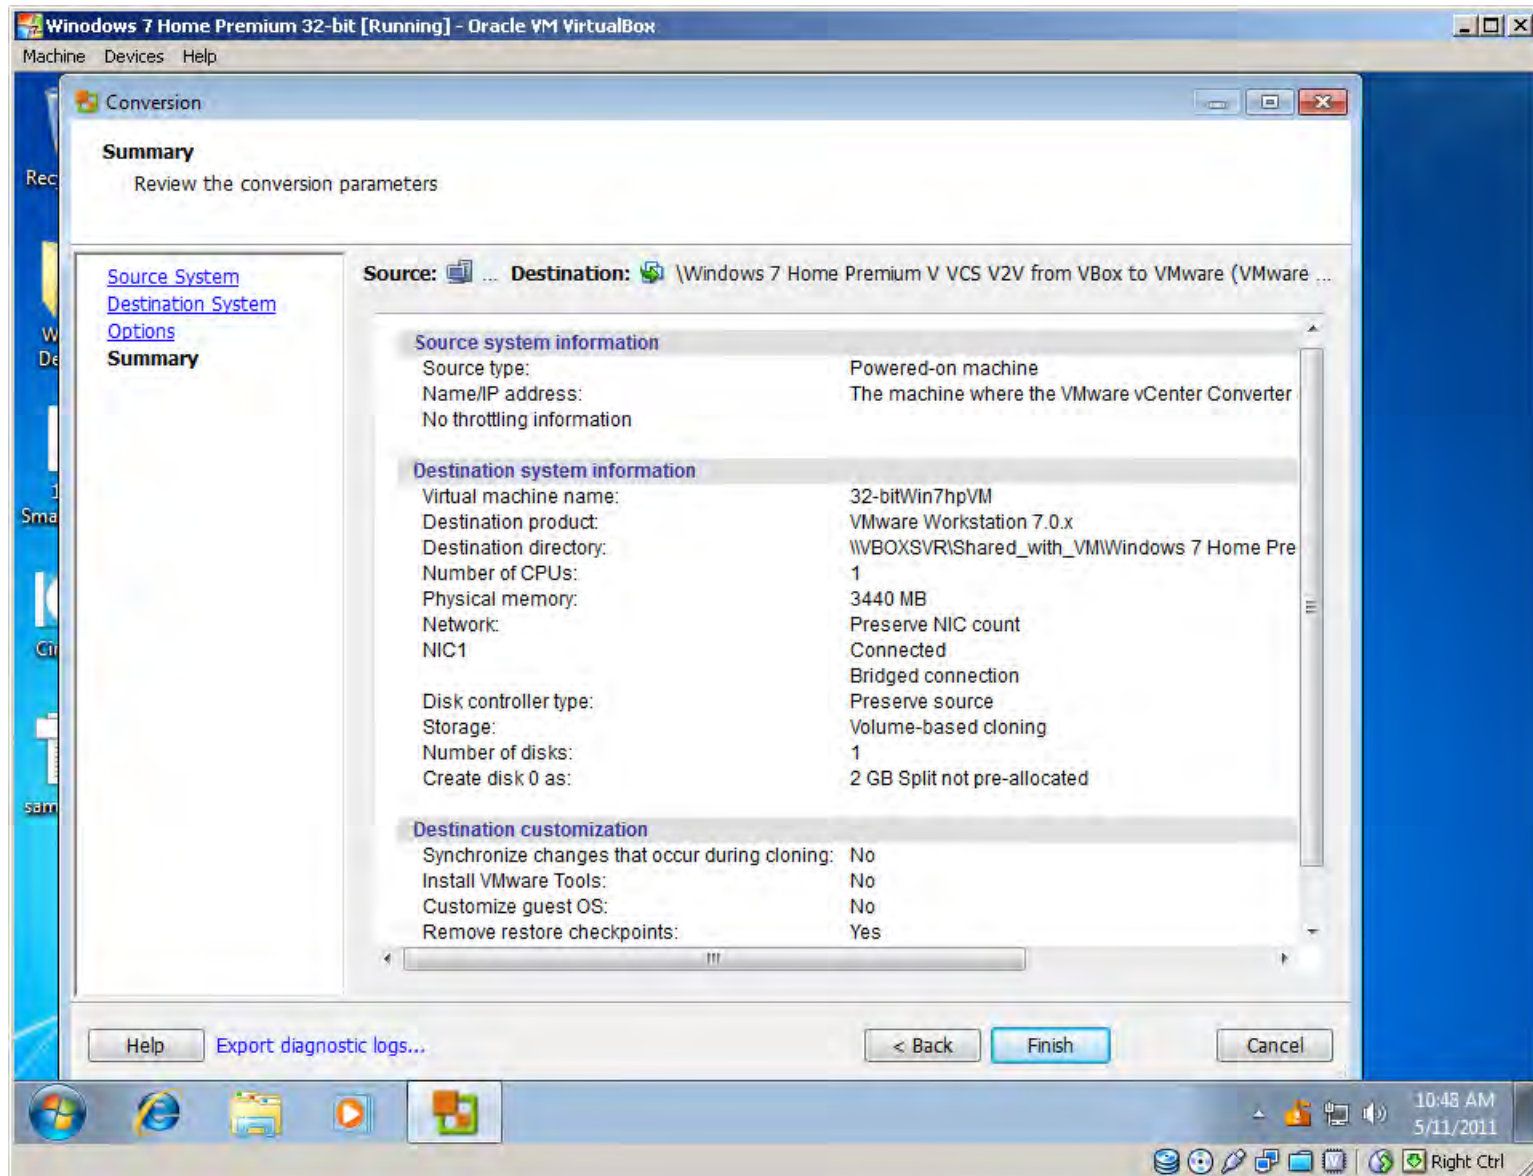 Winodows 7 Home Premium 32-bit [Running] - Oracle VM VirtualBox
Machine Devices Help
Conversion
Summary
Review the conversion parameters
Source System
Destination System
Options
Summary
Source: ... Destination: \Windows 7 Home Premium V VCS V2V from VBox to VMware (VMware ...
Source system information
Source type: Powered-on machine
Name/IP address: The machine where the VMware vCenter Converter
No throttling information
Destination system information
Virtual machine name: 32-bitWin7hpVM
Destination product: VMware Workstation 7.0.x
Destination directory: \\VBOXSVR\Shared_with_VM\Windows 7 Home Pre
Number of CPUs: 1
Physical memory: 3440 MB
Network: Preserve NIC count
NIC1 Connected
Bridged connection
Disk controller type: Preserve source
Storage: Volume-based cloning
Number of disks: 1
Create disk 0 as: 2 GB Split not pre-allocated
Destination customization
Synchronize changes that occur during cloning: No
Install VMware Tools: No
Customize guest OS: No
Remove restore checkpoints: Yes
Help Export diagnostic logs... < Back Finish Cancel
Rec
W
De
Sma
Cir
sam
10:48 AM
5/11/2011
Right Ctrl